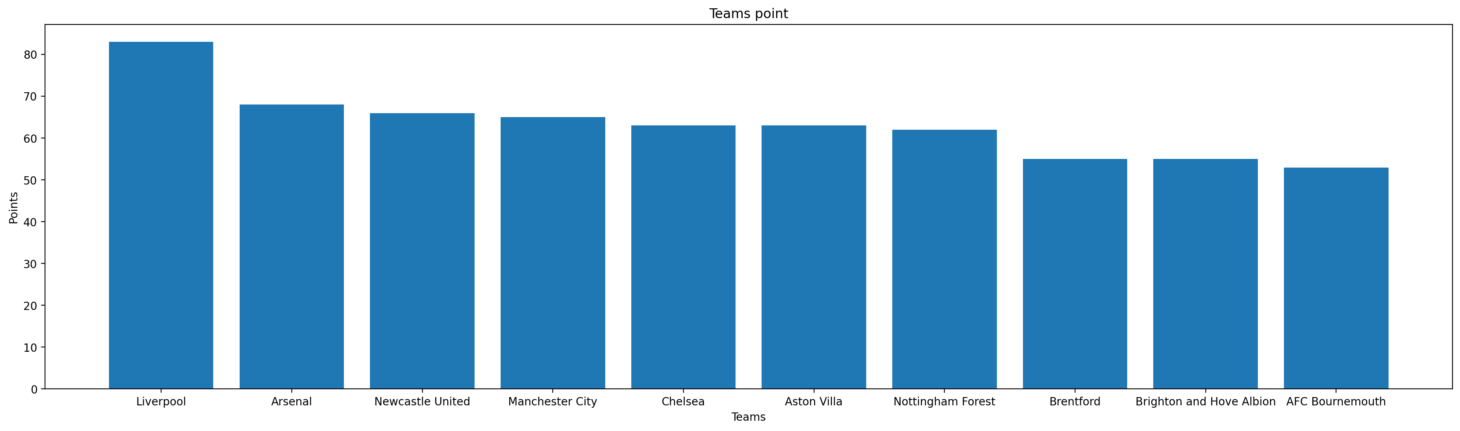 Teams point
80
70
60
50
40
30
20
10
0
Points
Liverpool Arsenal Newcastle United Manchester City Chelsea Aston Villa Nottingham Forest Brentford Brighton and Hove Albion AFC Bournemouth
Teams